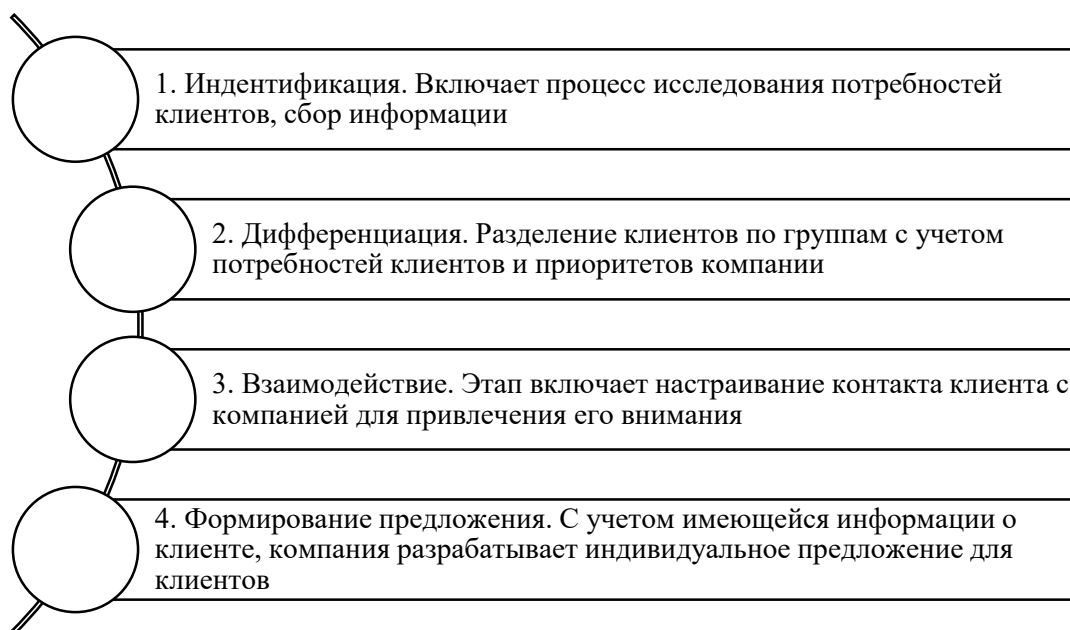 1. Индентификация. Включает процесс исследования потребностей
клиентов, сбор информации
2. Дифференциация. Разделение клиентов по группам с учетом
потребностей клиентов и приоритетов компании
3. Взаимодействие. Этап включает настраивание контакта клиента с
компанией для привлечения его внимания
4. Формирование предложения. С учетом имеющейся информации о
клиенте, компания разрабатывает индивидуальное предложение для
клиентов